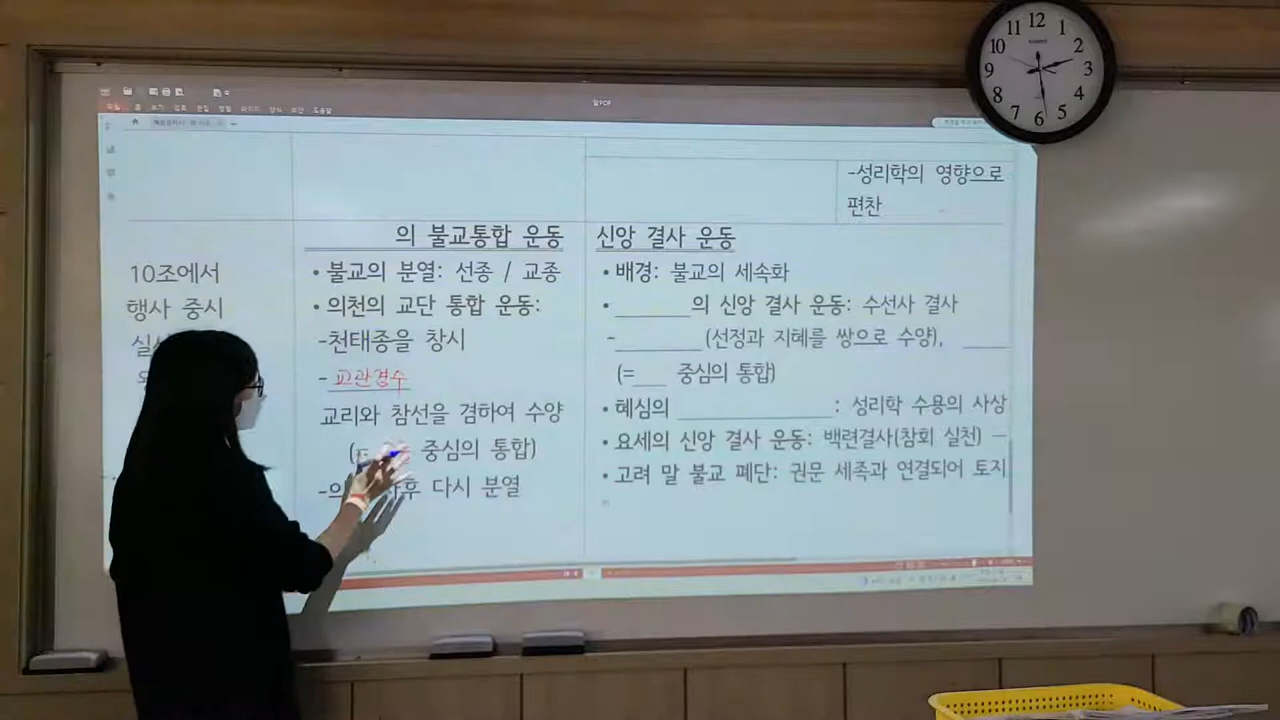 알PDF
-성리학의 영향으로
편찬
10조에서
행사 중시
의 불교통합 운동
• 불교의 분열: 선종 / 교종
• 의천의 교단 통합 운동:
-천태종을 창시
- 교관겸수
교리와 참선을 겸하여 수양
중심의 통합)
다시 분열
신앙 결사 운동
• 배경: 불교의 세속화
• ________의 신앙 결사 운동: 수선사 결사
- ________ (선정과 지혜를 쌍으로 수양), ____
(=___ 중심의 통합)
• 혜심의 ______________ : 성리학 수용의 사상
• 요세의 신앙 결사 운동: 백련결사(참회 실천) –
• 고려 말 불교 폐단: 권문 세족과 연결되어 토지
12 1 2 3 4 5 6 7 8 9 10 11